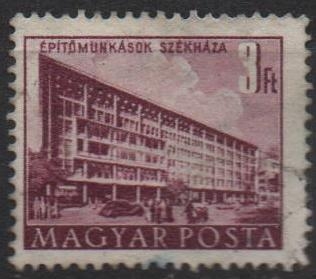 ÉPÍTŐMUNKÁSOK SZÉKHÁZA
3 Ft
MAGYAR POSTA